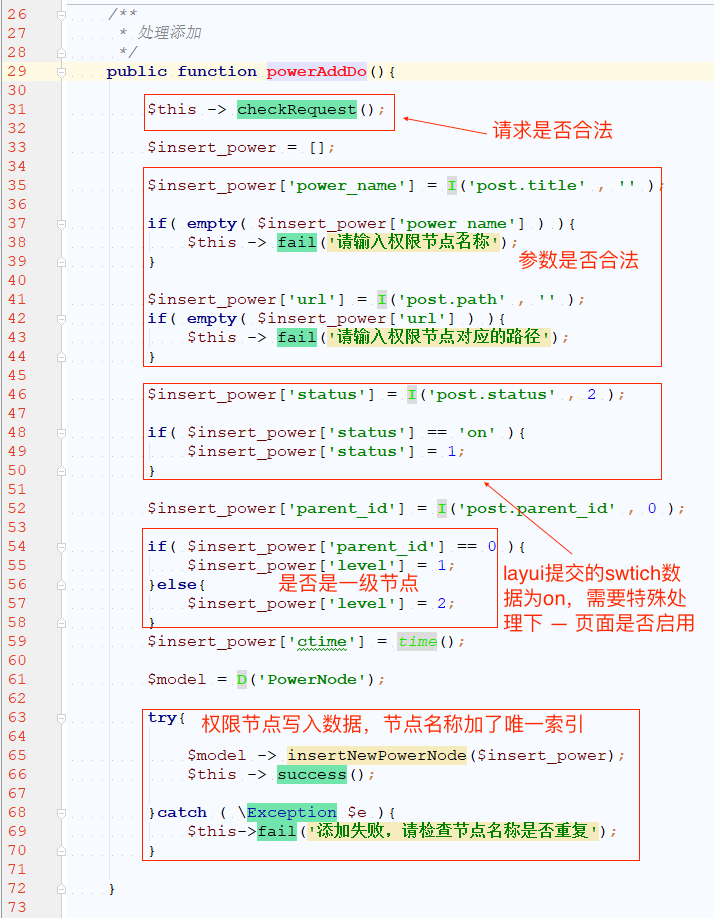 26 /**
27 * 处理添加
28 */
29 public function powerAddDo(){
30
31 $this -> checkRequest();
请求是否合法
32
33 $insert_power = [];
34
35 $insert_power['power_name'] = I('post.title' , '' );
36
37 if( empty( $insert_power['power_name'] ) ){
38 $this -> fail('请输入权限节点名称');
39 }
参数是否合法
40
41 $insert_power['url'] = I('post.path' , '' );
42 if( empty( $insert_power['url'] ) ){
43 $this -> fail('请输入权限节点对应的路径');
44 }
45
46 $insert_power['status'] = I('post.status' , 2 );
47
48 if( $insert_power['status'] == 'on' ){
49 $insert_power['status'] = 1;
50 }
51
52 $insert_power['parent_id'] = I('post.parent_id' , 0 );
53
54 if( $insert_power['parent_id'] == 0 ){
55 $insert_power['level'] = 1;
56 }else{
是否是一级节点
57 $insert_power['level'] = 2;
58 }
layui提交的swtich数
据为on，需要特殊处
理下 — 页面是否启用
59 $insert_power['ctime'] = time();
60
61 $model = D('PowerNode');
62
63 try{
权限节点写入数据，节点名称加了唯一索引
64
65 $model -> insertNewPowerNode($insert_power);
66 $this -> success();
67
68 }catch ( \Exception $e ){
69 $this->fail('添加失败，请检查节点名称是否重复');
70 }
71
72 }
73